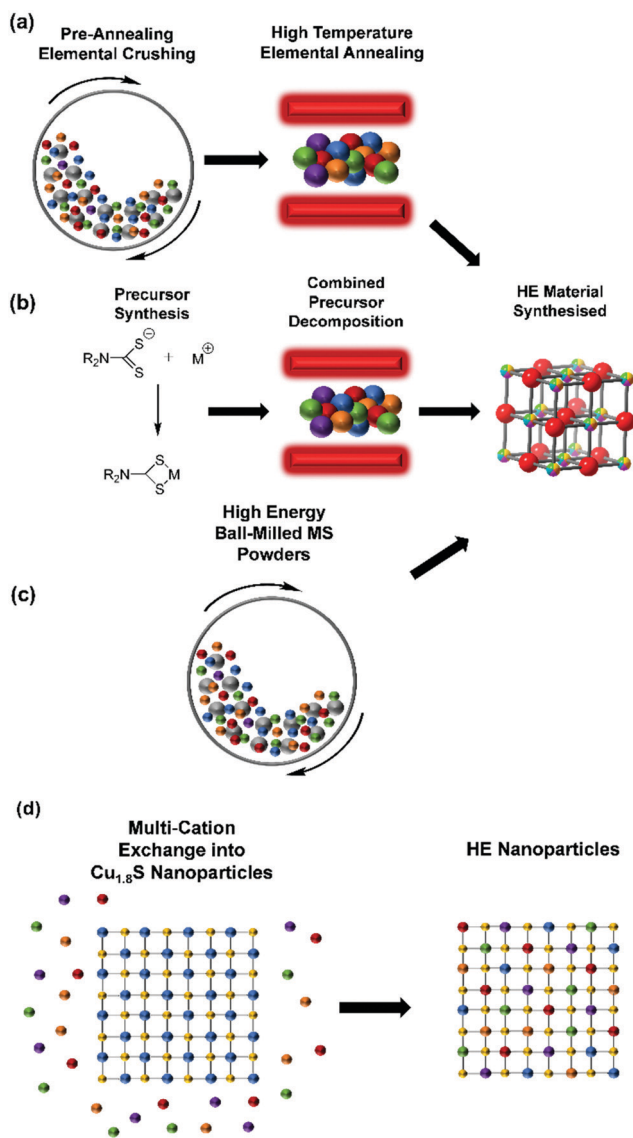 (a)
Pre-Annealing
Elemental Crushing
High Temperature
Elemental Annealing
(b)
Precursor
Synthesis
Combined
Precursor
Decomposition
HE Material
Synthesised
R₂N
S⊖
S
+
M⊕
R₂N
S
M
S
High Energy
Ball-Milled MS
Powders
(c)
(d)
Multi-Cation
Exchange into
Cu₁.₈S Nanoparticles
HE Nanoparticles